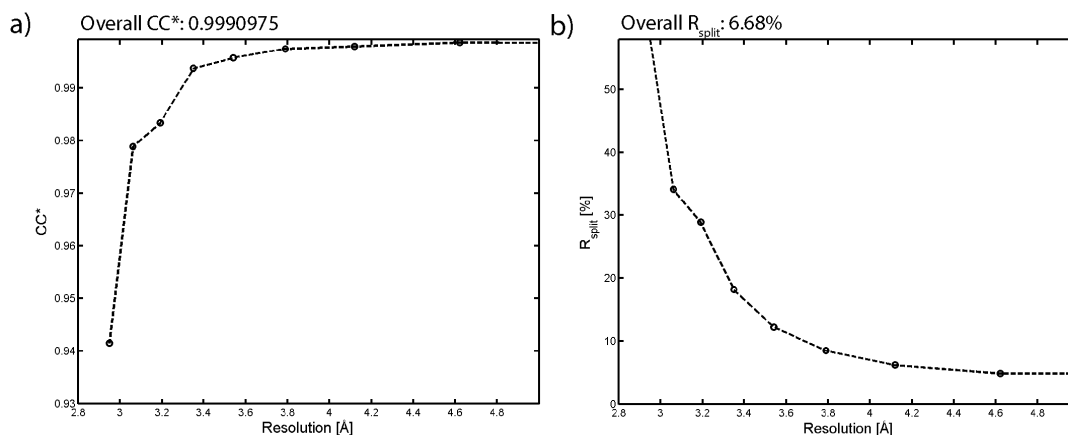 a) Overall CC*: 0.9990975
0.99
0.98
0.97
0.96
0.95
0.94
0.93
CC*
2.8 3 3.2 3.4 3.6 3.8 4 4.2 4.4 4.6 4.8
Resolution [Å]
b) Overall Rsplit: 6.68%
50
40
30
20
10
0
Rsplit [%]
2.8 3 3.2 3.4 3.6 3.8 4 4.2 4.4 4.6 4.8
Resolution [Å]